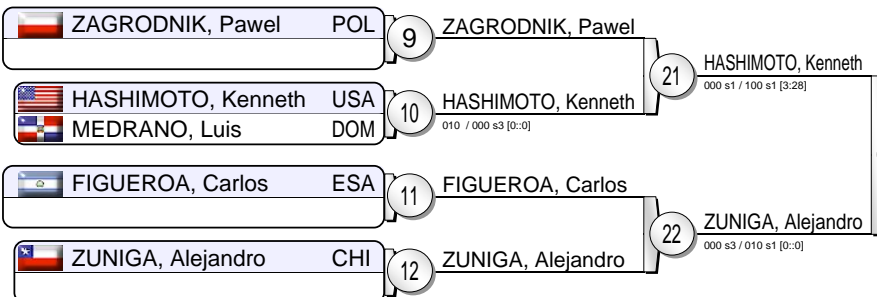 ZAGRODNIK, Pawel POL
9
ZAGRODNIK, Pawel
21
HASHIMOTO, Kenneth
000 s1 / 100 s1 [3:28]
HASHIMOTO, Kenneth USA
MEDRANO, Luis DOM
10
HASHIMOTO, Kenneth
010 / 000 s3 [0::0]
FIGUEROA, Carlos ESA
11
FIGUEROA, Carlos
22
ZUNIGA, Alejandro
000 s3 / 010 s1 [0::0]
ZUNIGA, Alejandro CHI
12
ZUNIGA, Alejandro